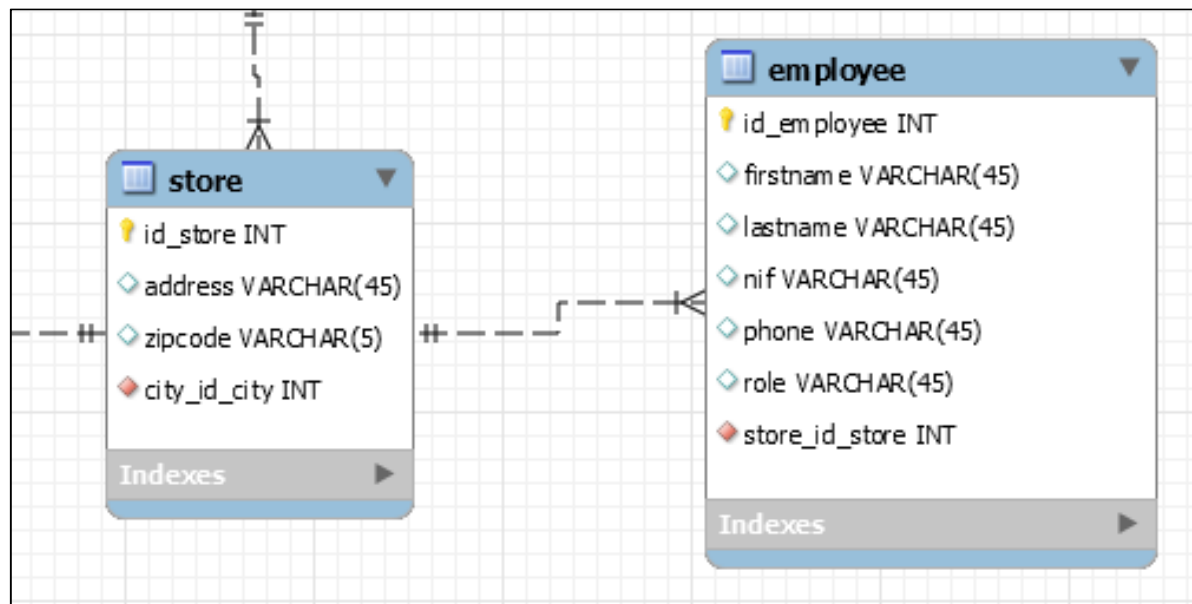 store
id_store INT
address VARCHAR(45)
zipcode VARCHAR(5)
city_id_city INT
Indexes
employee
id_employee INT
firstname VARCHAR(45)
lastname VARCHAR(45)
nif VARCHAR(45)
phone VARCHAR(45)
role VARCHAR(45)
store_id_store INT
Indexes